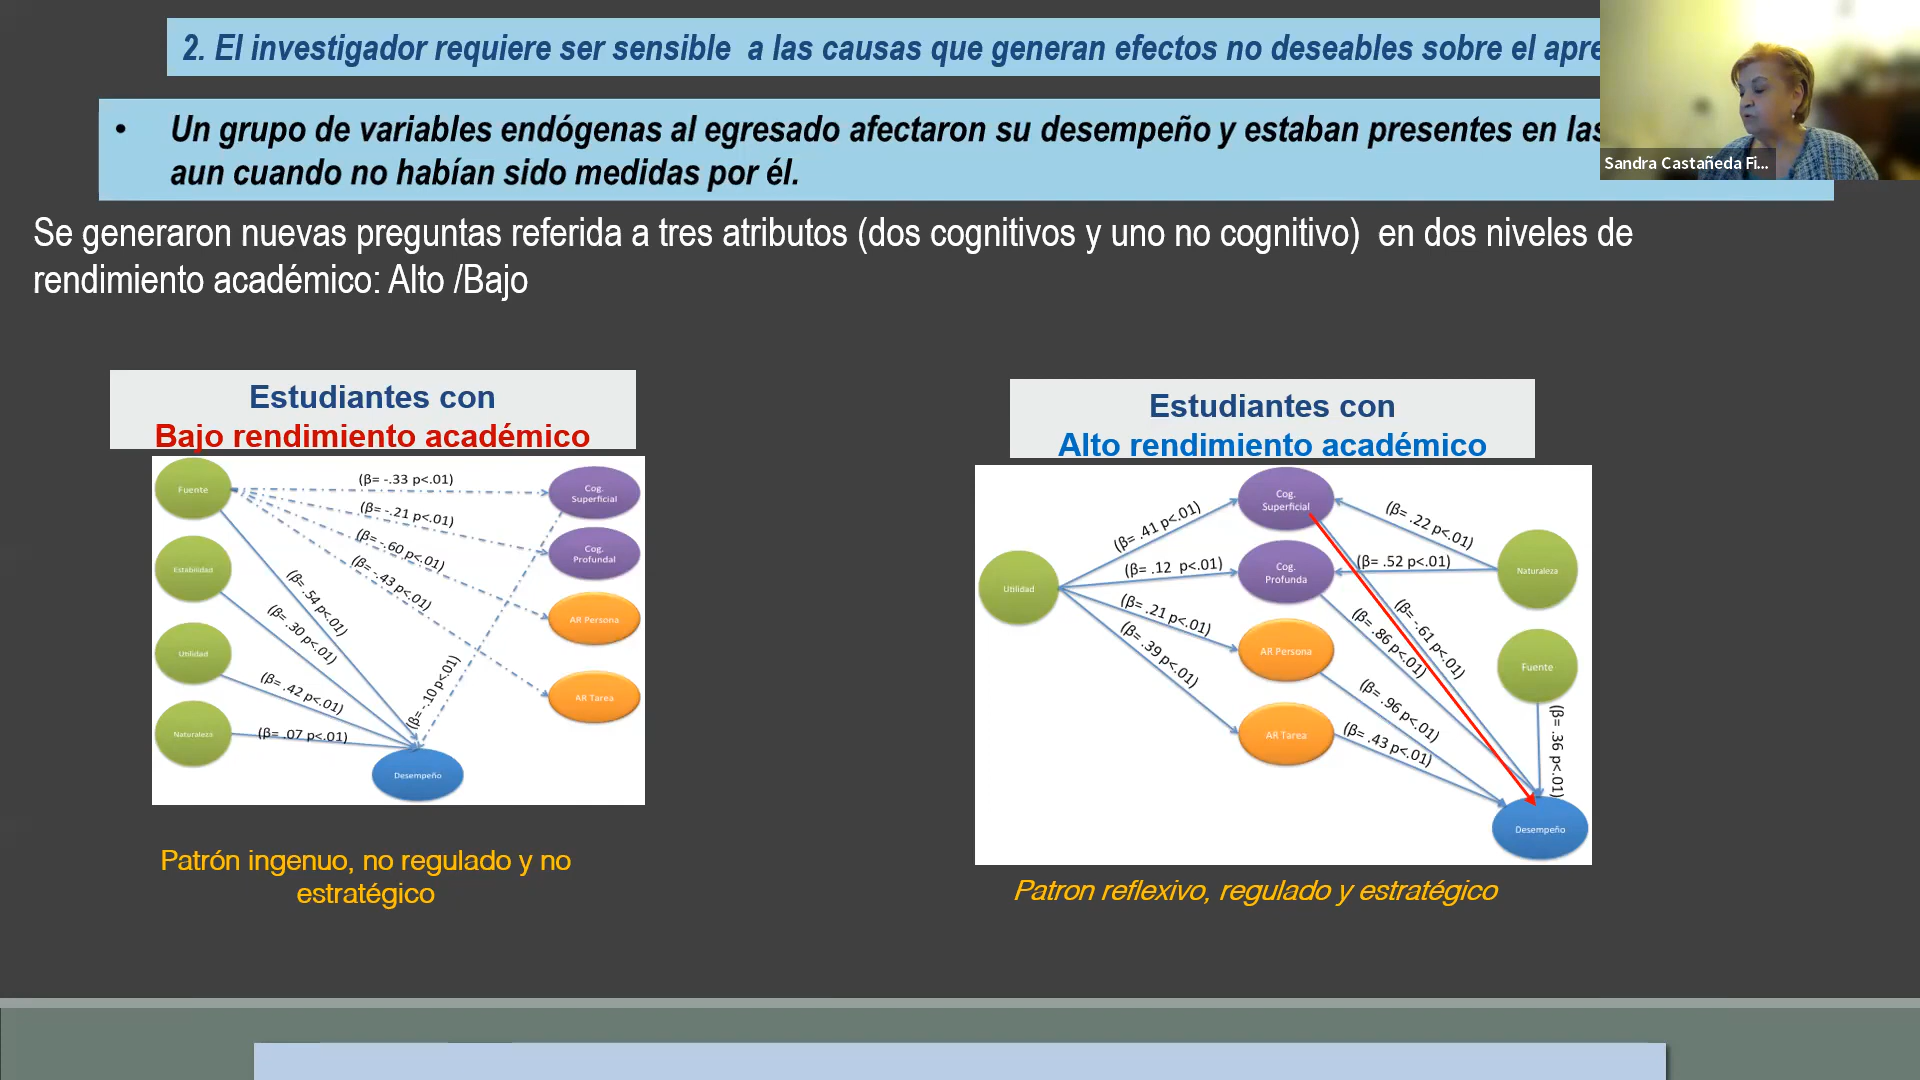 2. El investigador requiere ser sensible a las causas que generan efectos no deseables sobre el apre
• Un grupo de variables endógenas al egresado afectaron su desempeño y estaban presentes en las
aun cuando no habían sido medidas por él.
Sandra Castañeda Fi...
Se generaron nuevas preguntas referida a tres atributos (dos cognitivos y uno no cognitivo) en dos niveles de
rendimiento académico: Alto /Bajo
Estudiantes con
Bajo rendimiento académico
Fuente
Estabilidad
Utilidad
Naturaleza
(β= -.33 p<.01)
(β= -.21 p<.01)
(β= -.60 p<.01)
(β= -.43 p<.01)
(β= .54 p<.01)
(β= .30 p<.01)
(β= .42 p<.01)
(β= .07 p<.01)
(β= -.10 p<.01)
Cog.
Superficial
Cog.
Profundal
AR Persona
AR Tarea
Desempeño
Patrón ingenuo, no regulado y no
estratégico
Estudiantes con
Alto rendimiento académico
Utilidad
(β= .41 p<.01)
(β= .12 p<.01)
(β= .21 p<.01)
(β= .39 p<.01)
Cog.
Superficial
Cog.
Profunda
AR Persona
AR Tarea
(β= .22 p<.01)
(β= .52 p<.01)
(β= -.61 p<.01)
(β= .86 p<.01)
(β= .96 p<.01)
(β= .43 p<.01)
(β= .36 p<.01)
Naturaleza
Fuente
Desempeño
Patron reflexivo, regulado y estratégico